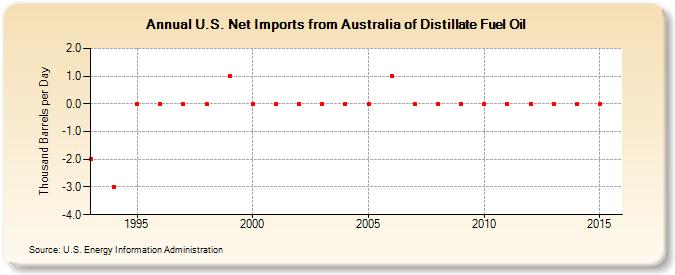 Annual U.S. Net Imports from Australia of Distillate Fuel Oil
Thousand Barrels per Day
2.0
1.0
0.0
-1.0
-2.0
-3.0
-4.0
1995 2000 2005 2010 2015
Source: U.S. Energy Information Administration